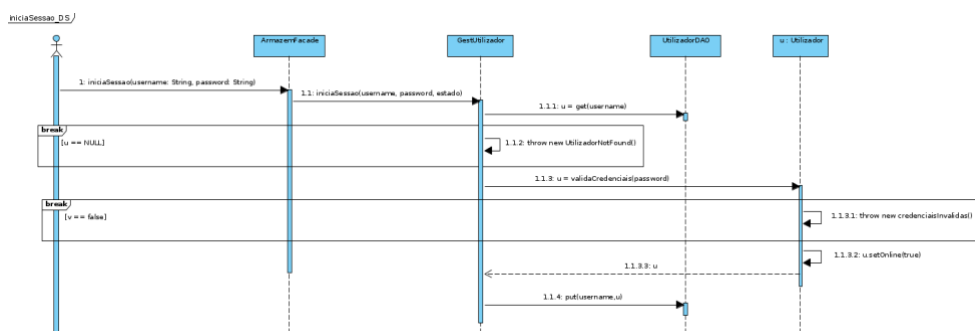 iniciaSessao_DS
ArmazemFacade
GestUtilizador
UtilizadorDAO
u : Utilizador
1: iniciaSessao(username: String, password: String)
1.1: iniciaSessao(username, password, estado)
1.1.1: u = get(username)
break
[u == NULL]
1.1.2: throw new UtilizadorNotFound()
1.1.3: u = validaCredenciais(password)
break
[v == false]
1.1.3.1: throw new credenciaisInvalidas()
1.1.3.2: u.setOnline(true)
1.1.3.3: u
1.1.4: put(username,u)